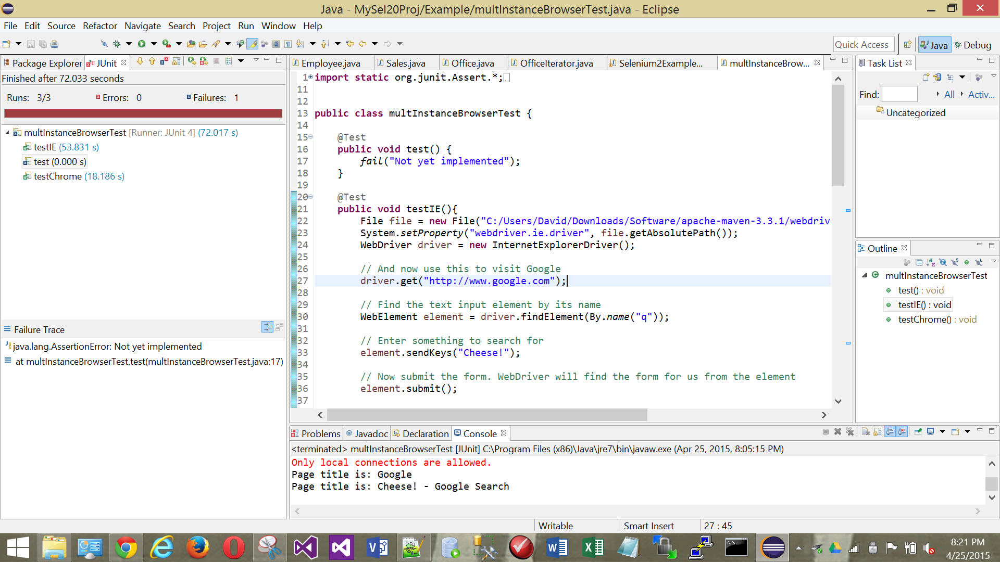 Java - MySel20Proj/Example/multInstanceBrowserTest.java - Eclipse
File Edit Source Refactor Navigate Search Project Run Window Help
Quick Access
Java
Debug
Package Explorer
JUnit
Finished after 72.033 seconds
Runs: 3/3
Errors: 0
Failures: 1
multInstanceBrowserTest [Runner: JUnit 4] (72.017 s)
testIE (53.831 s)
test (0.000 s)
testChrome (18.186 s)
Failure Trace
java.lang.AssertionError: Not yet implemented
at multInstanceBrowserTest.test(multInstanceBrowserTest.java:17)
Employee.java
Sales.java
Office.java
OfficeIterator.java
Selenium2Example...
multInstanceBrow...
1 import static org.junit.Assert.*;
11
12
13 public class multInstanceBrowserTest {
14
15 @Test
16 public void test() {
17 fail("Not yet implemented");
18 }
19
20 @Test
21 public void testIE(){
22 File file = new File("C:/Users/David/Downloads/Software/apache-maven-3.3.1/webdriv
23 System.setProperty("webdriver.ie.driver", file.getAbsolutePath());
24 WebDriver driver = new InternetExplorerDriver();
25
26 // And now use this to visit Google
27 driver.get("http://www.google.com");
28
29 // Find the text input element by its name
30 WebElement element = driver.findElement(By.name("q"));
31
32 // Enter something to search for
33 element.sendKeys("Cheese!");
34
35 // Now submit the form. WebDriver will find the form for us from the element
36 element.submit();
37
Task List
Find:
All
Activ...
Uncategorized
Outline
multInstanceBrowserTest
test() : void
testIE() : void
testChrome() : void
Problems
Javadoc
Declaration
Console
<terminated> multInstanceBrowserTest [JUnit] C:\Program Files (x86)\Java\jre7\bin\javaw.exe (Apr 25, 2015, 8:05:15 PM)
Only local connections are allowed.
Page title is: Google
Page title is: Cheese! - Google Search
Writable
Smart Insert
27 : 45
8:21 PM
4/25/2015